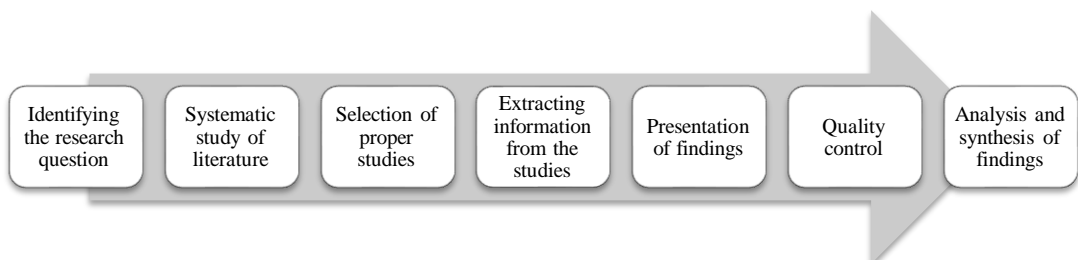 Identifying
the research
question
Systematic
study of
literature
Selection of
proper
studies
Extracting
information
from the
studies
Presentation
of findings
Quality
control
Analysis and
synthesis of
findings